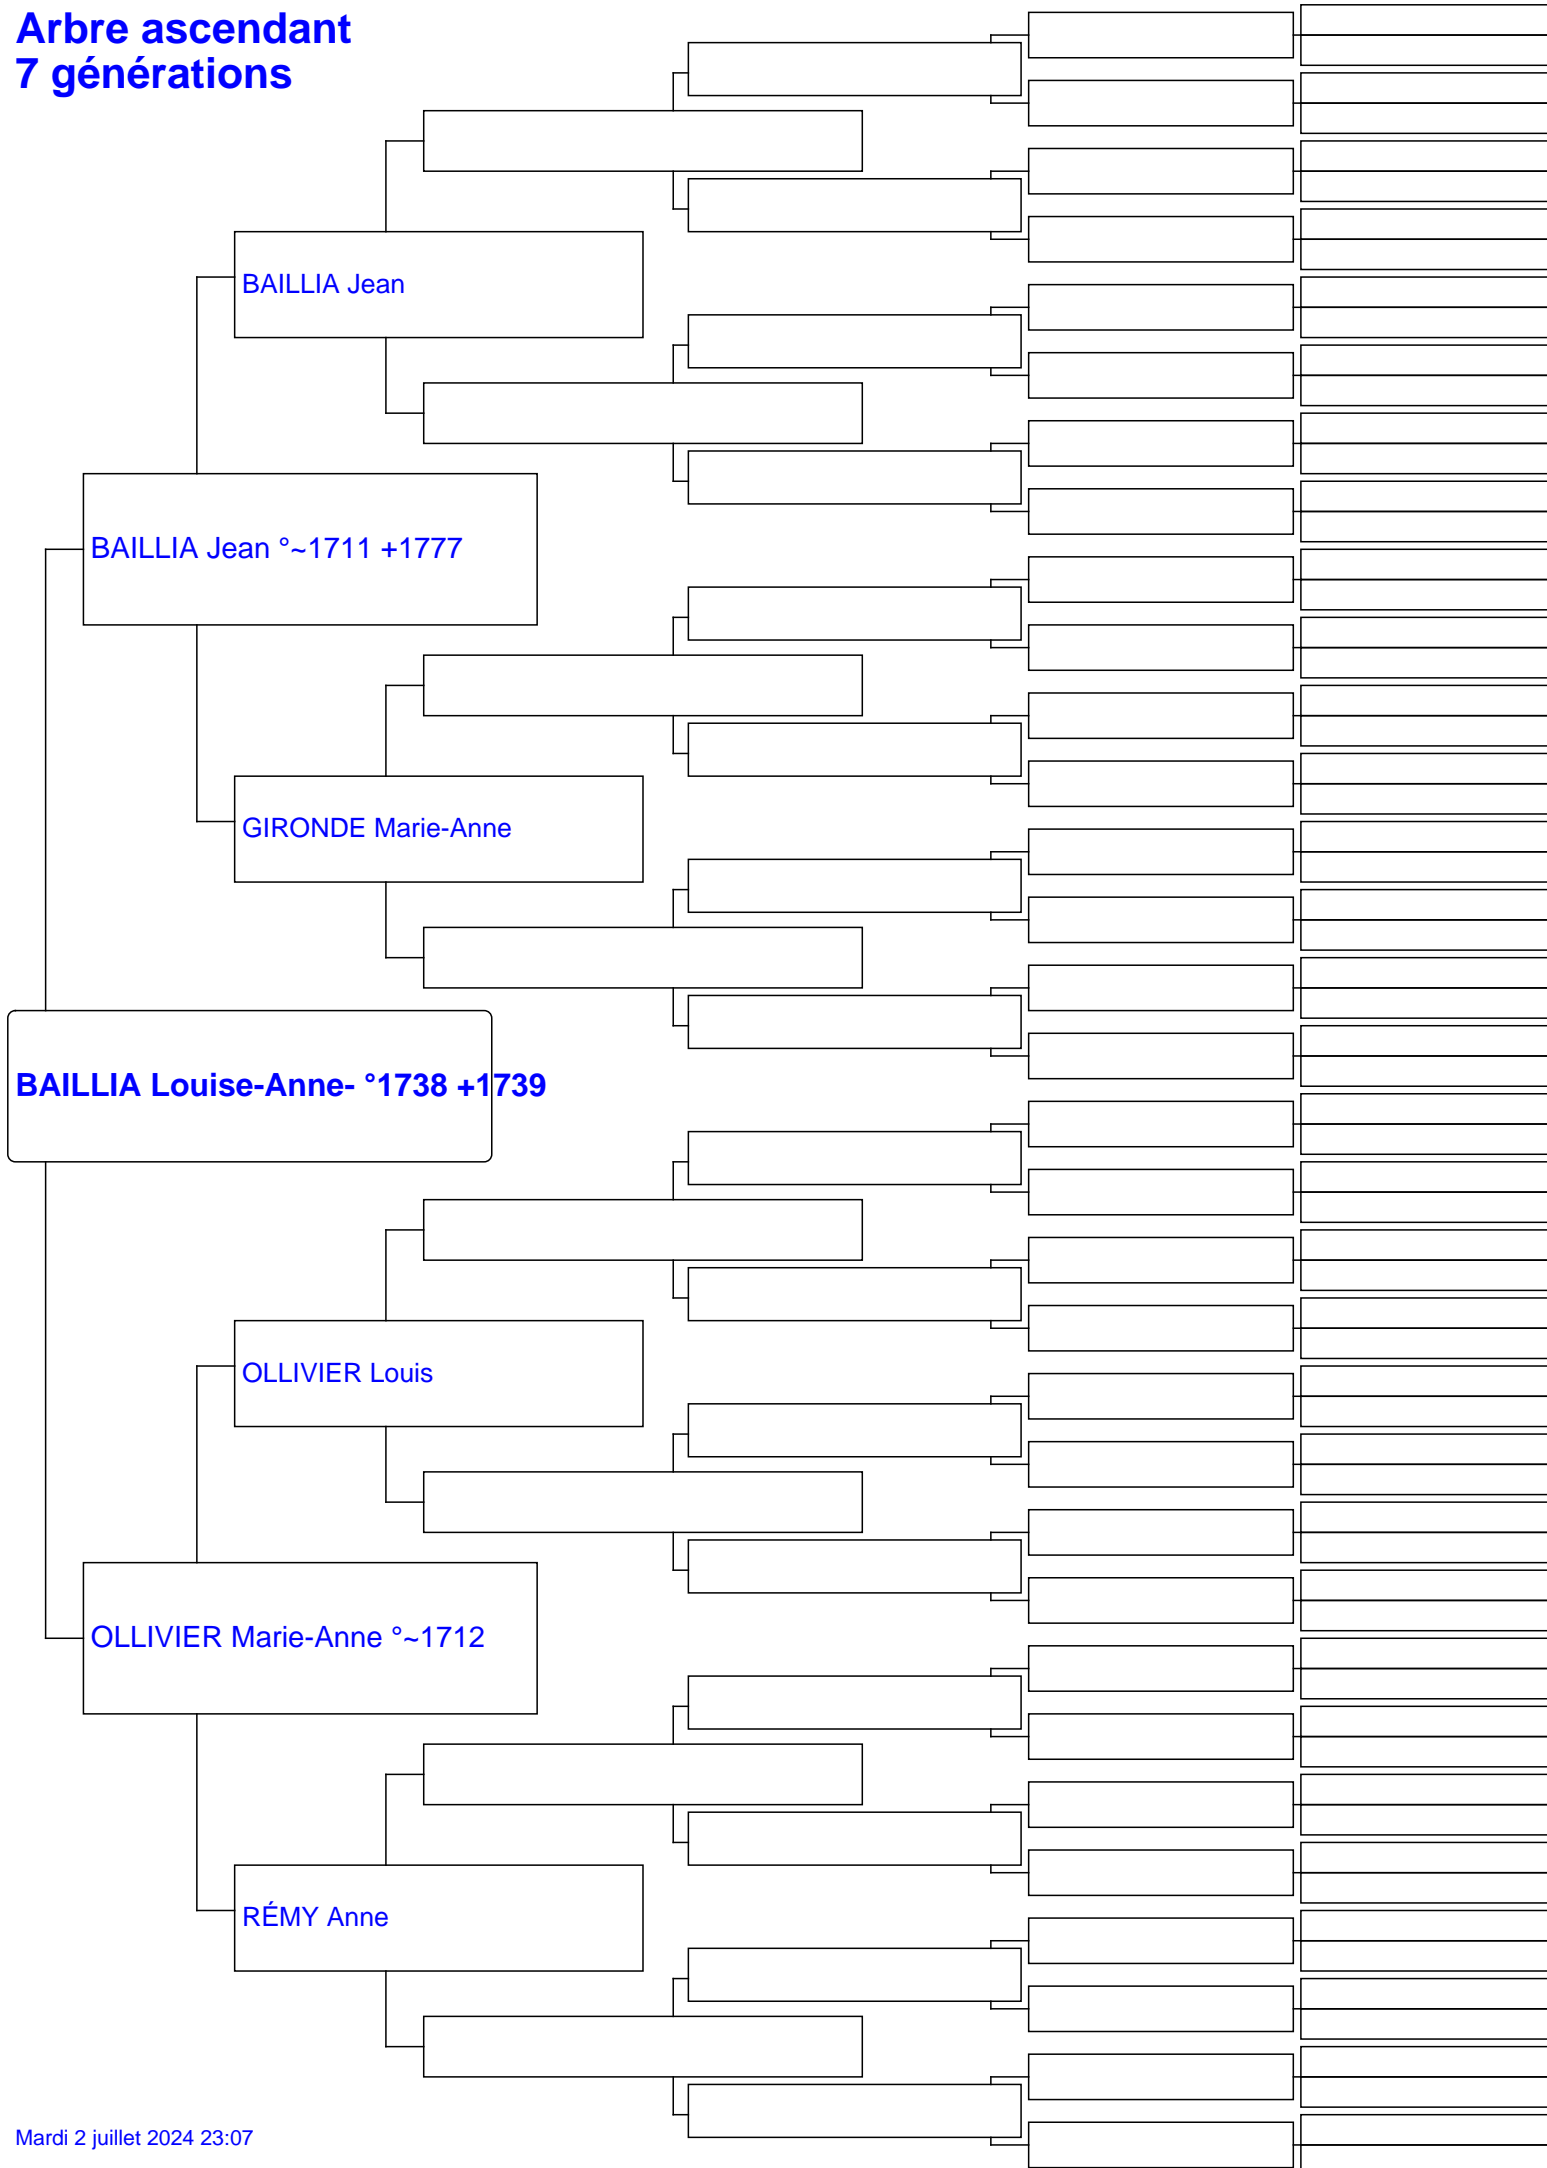 Arbre ascendant
7 générations
BAILLIA Jean
BAILLIA Jean °~1711 +1777
GIRONDE Marie-Anne
BAILLIA Louise-Anne- °1738 +1739
OLLIVIER Louis
OLLIVIER Marie-Anne °~1712
RÉMY Anne
Mardi 2 juillet 2024 23:07